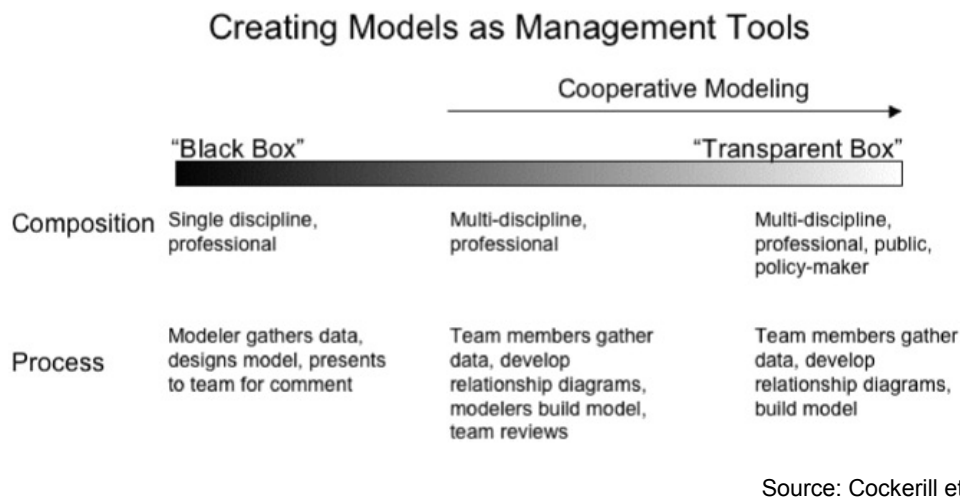 Creating Models as Management Tools
Cooperative Modeling
“Black Box”
“Transparent Box”
Composition
Single discipline,
professional
Multi-discipline,
professional
Multi-discipline,
professional, public,
policy-maker
Process
Modeler gathers data,
designs model, presents
to team for comment
Team members gather
data, develop
relationship diagrams,
modelers build model,
team reviews
Team members gather
data, develop
relationship diagrams,
build model
Source: Cockerill et